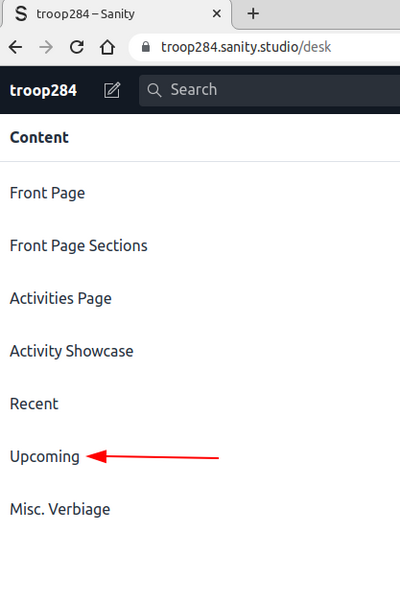 S troop284 – Sanity
troop284.sanity.studio/desk
troop284 Search
Content
Front Page
Front Page Sections
Activities Page
Activity Showcase
Recent
Upcoming
Misc. Verbiage